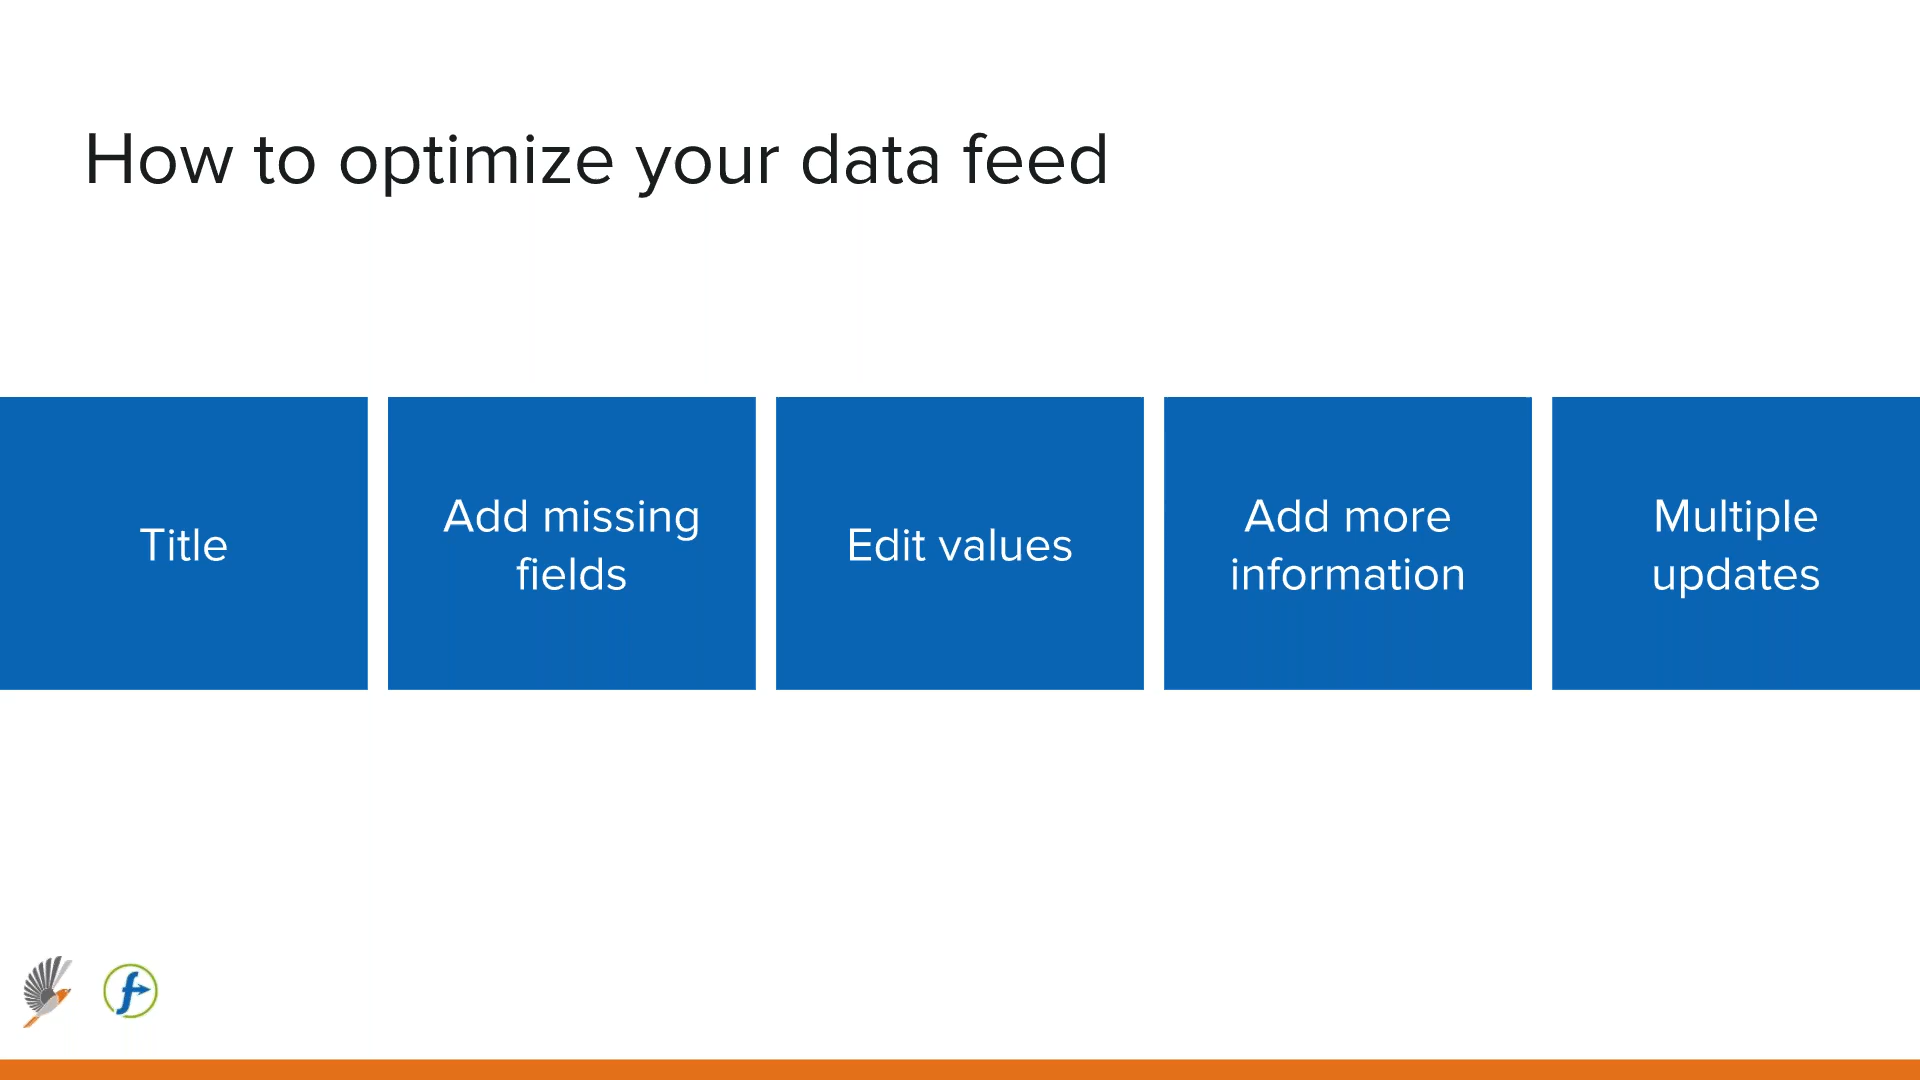 How to optimize your data feed
Title
Add missing
fields
Edit values
Add more
information
Multiple
updates